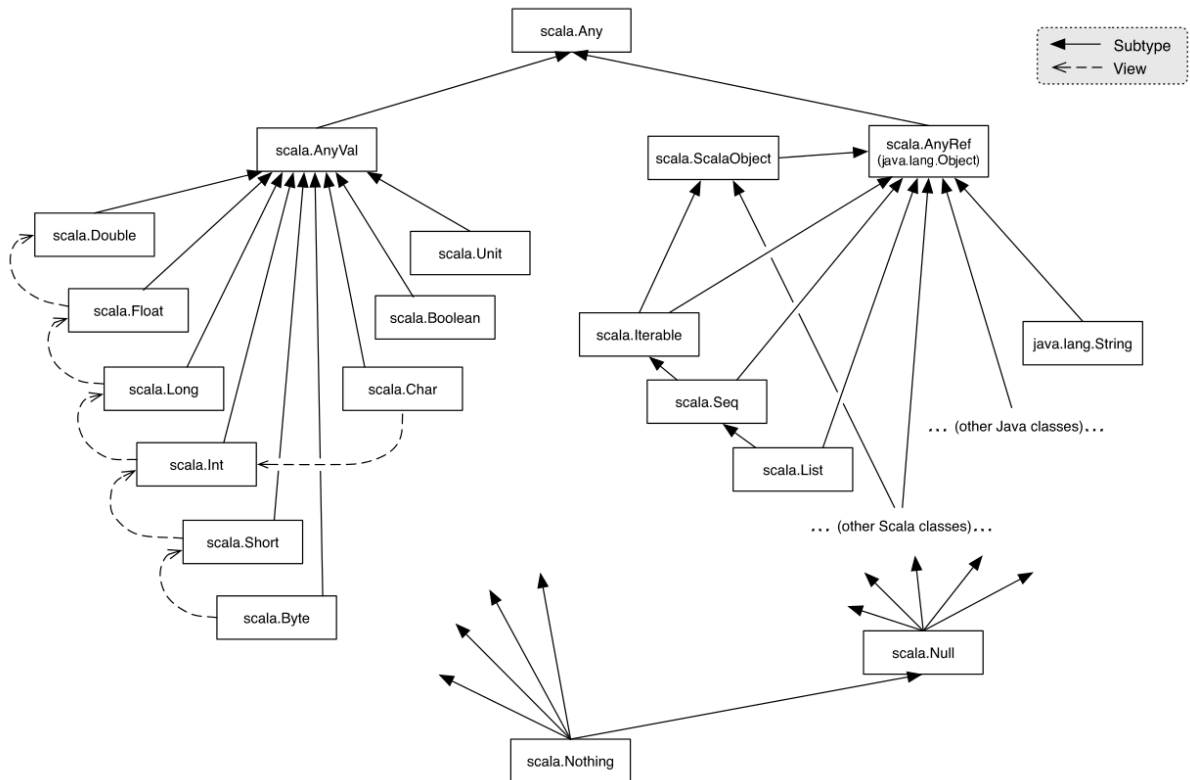 scala.Any
Subtype
View
scala.AnyVal
scala.ScalaObject
scala.AnyRef
(java.lang.Object)
scala.Double
scala.Unit
scala.Float
scala.Boolean
scala.Iterable
java.lang.String
scala.Long
scala.Char
scala.Seq
... (other Java classes)...
scala.Int
scala.List
scala.Short
... (other Scala classes)...
scala.Byte
scala.Null
scala.Nothing